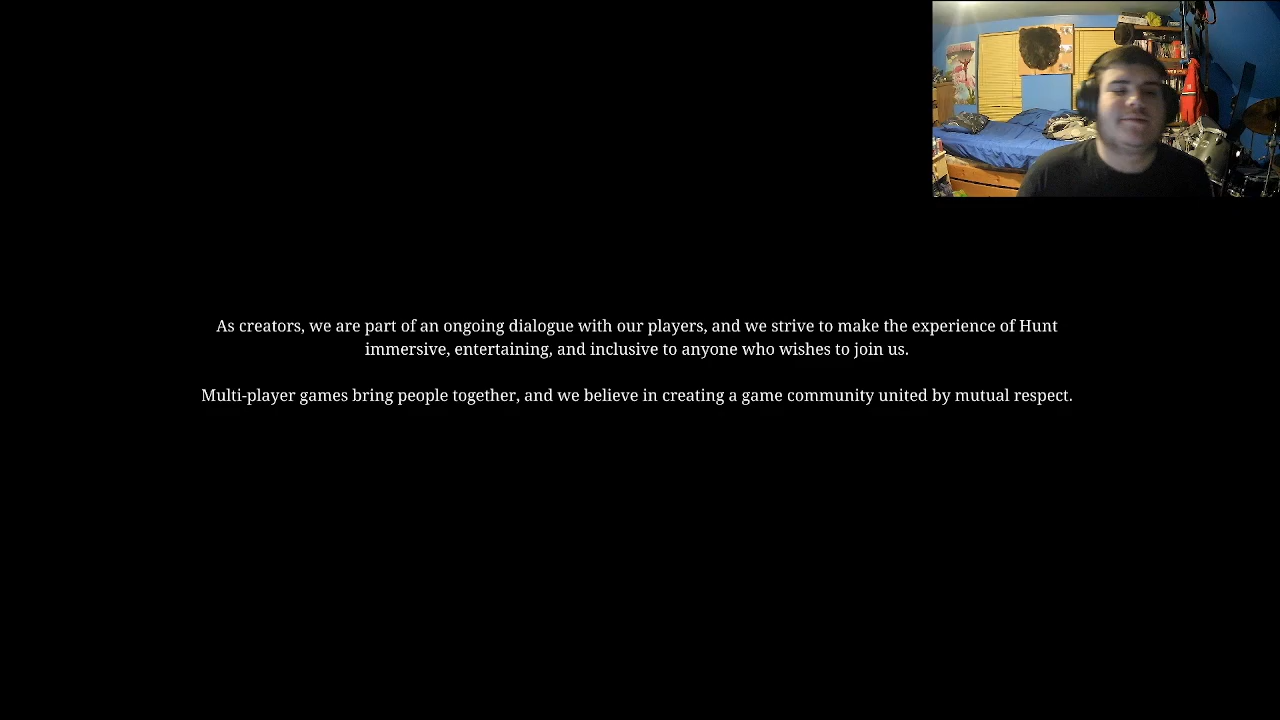 As creators, we are part of an ongoing dialogue with our players, and we strive to make the experience of Hunt
immersive, entertaining, and inclusive to anyone who wishes to join us.
Multi-player games bring people together, and we believe in creating a game community united by mutual respect.